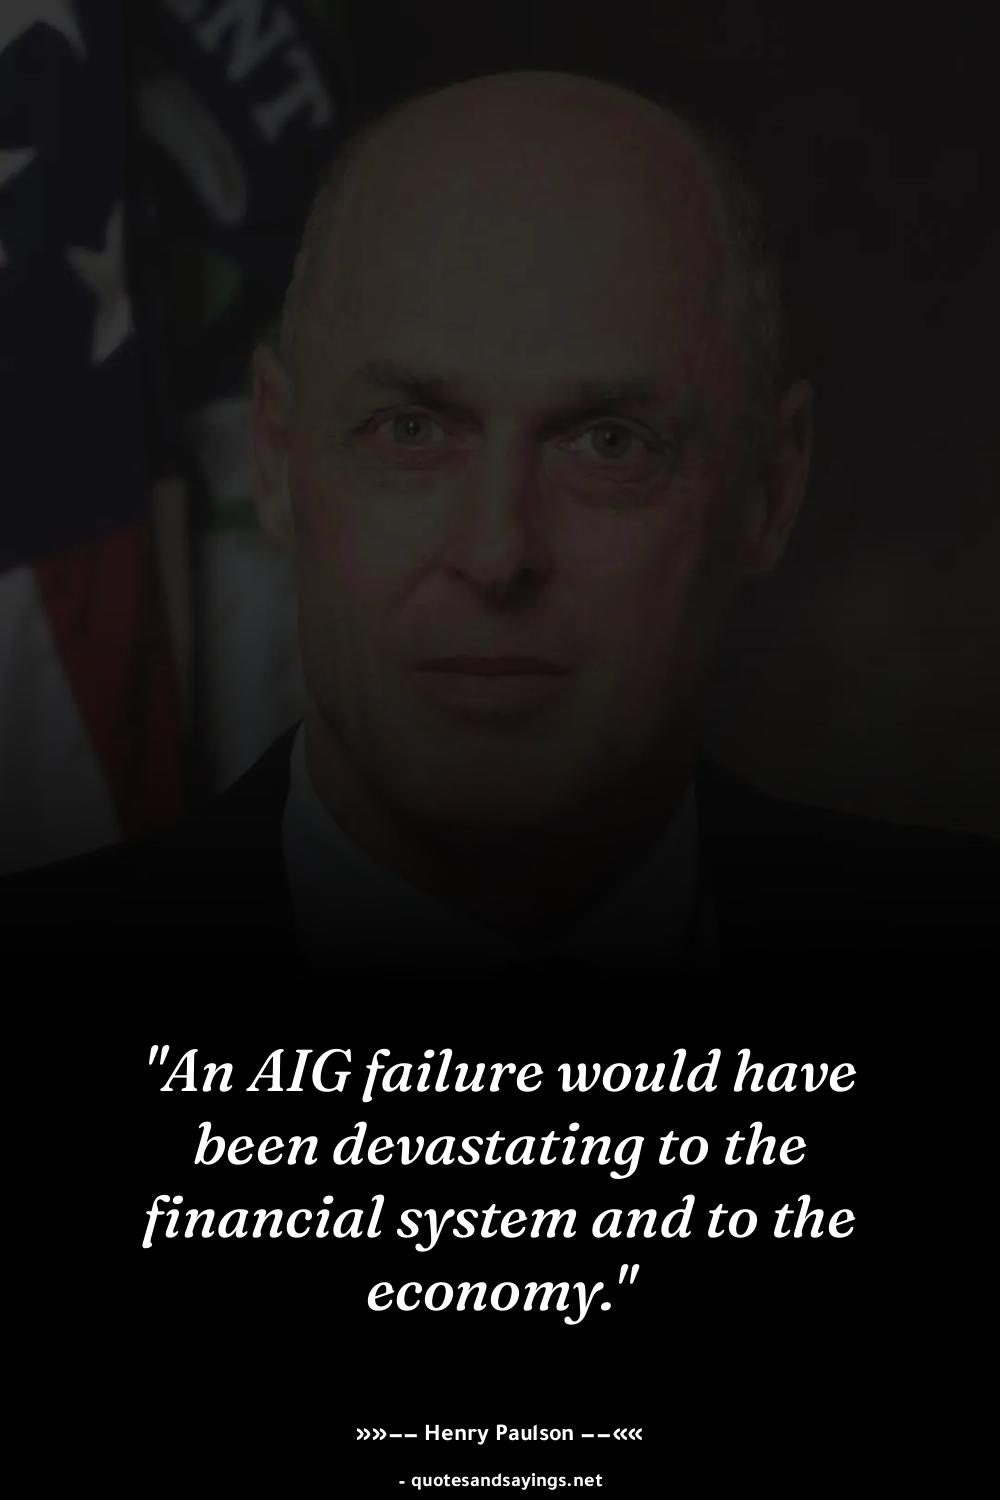 NT
"An AIG failure would have
been devastating to the
financial system and to the
economy."
»»−− Henry Paulson −−««
- quotesandsayings.net